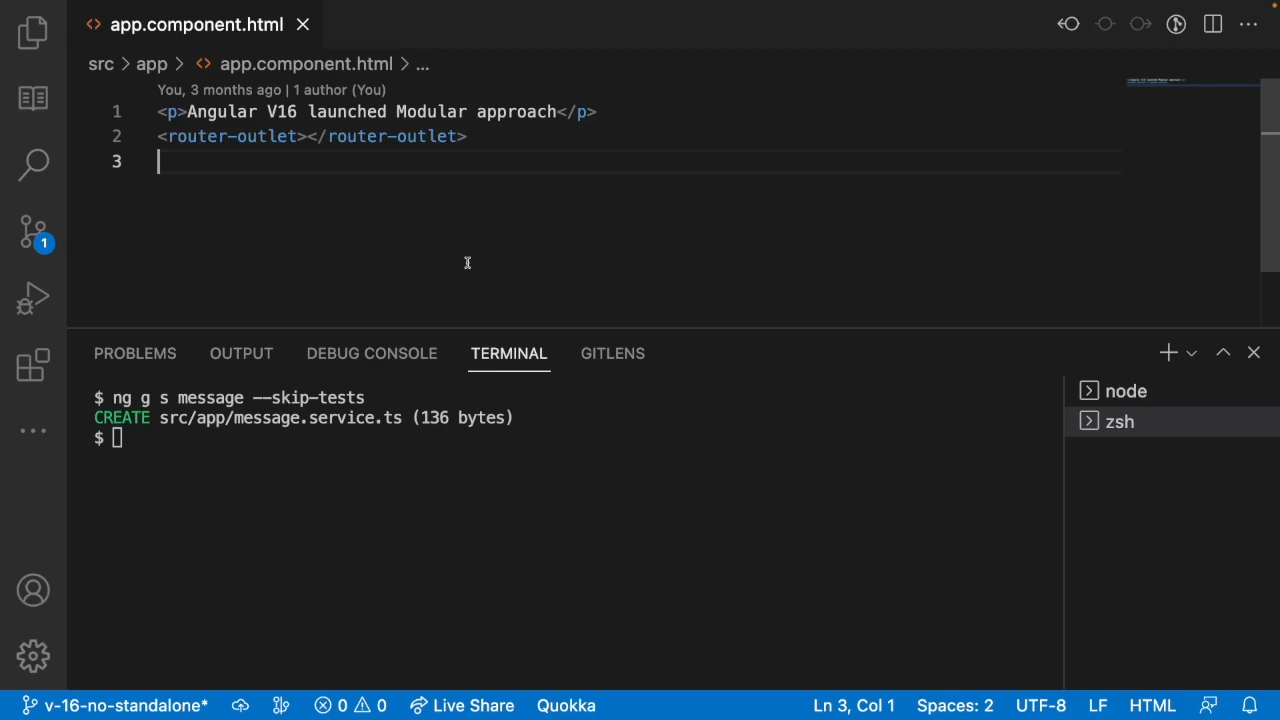 app.component.html
src > app > app.component.html > ...
You, 3 months ago | 1 author (You)
1 <p>Angular V16 launched Modular approach</p>
2 <router-outlet></router-outlet>
3
1
PROBLEMS OUTPUT DEBUG CONSOLE TERMINAL GITLENS
$ ng g s message --skip-tests
CREATE src/app/message.service.ts (136 bytes)
$
node
zsh
v-16-no-standalone* 0 0 Live Share Quokka Ln 3, Col 1 Spaces: 2 UTF-8 LF HTML